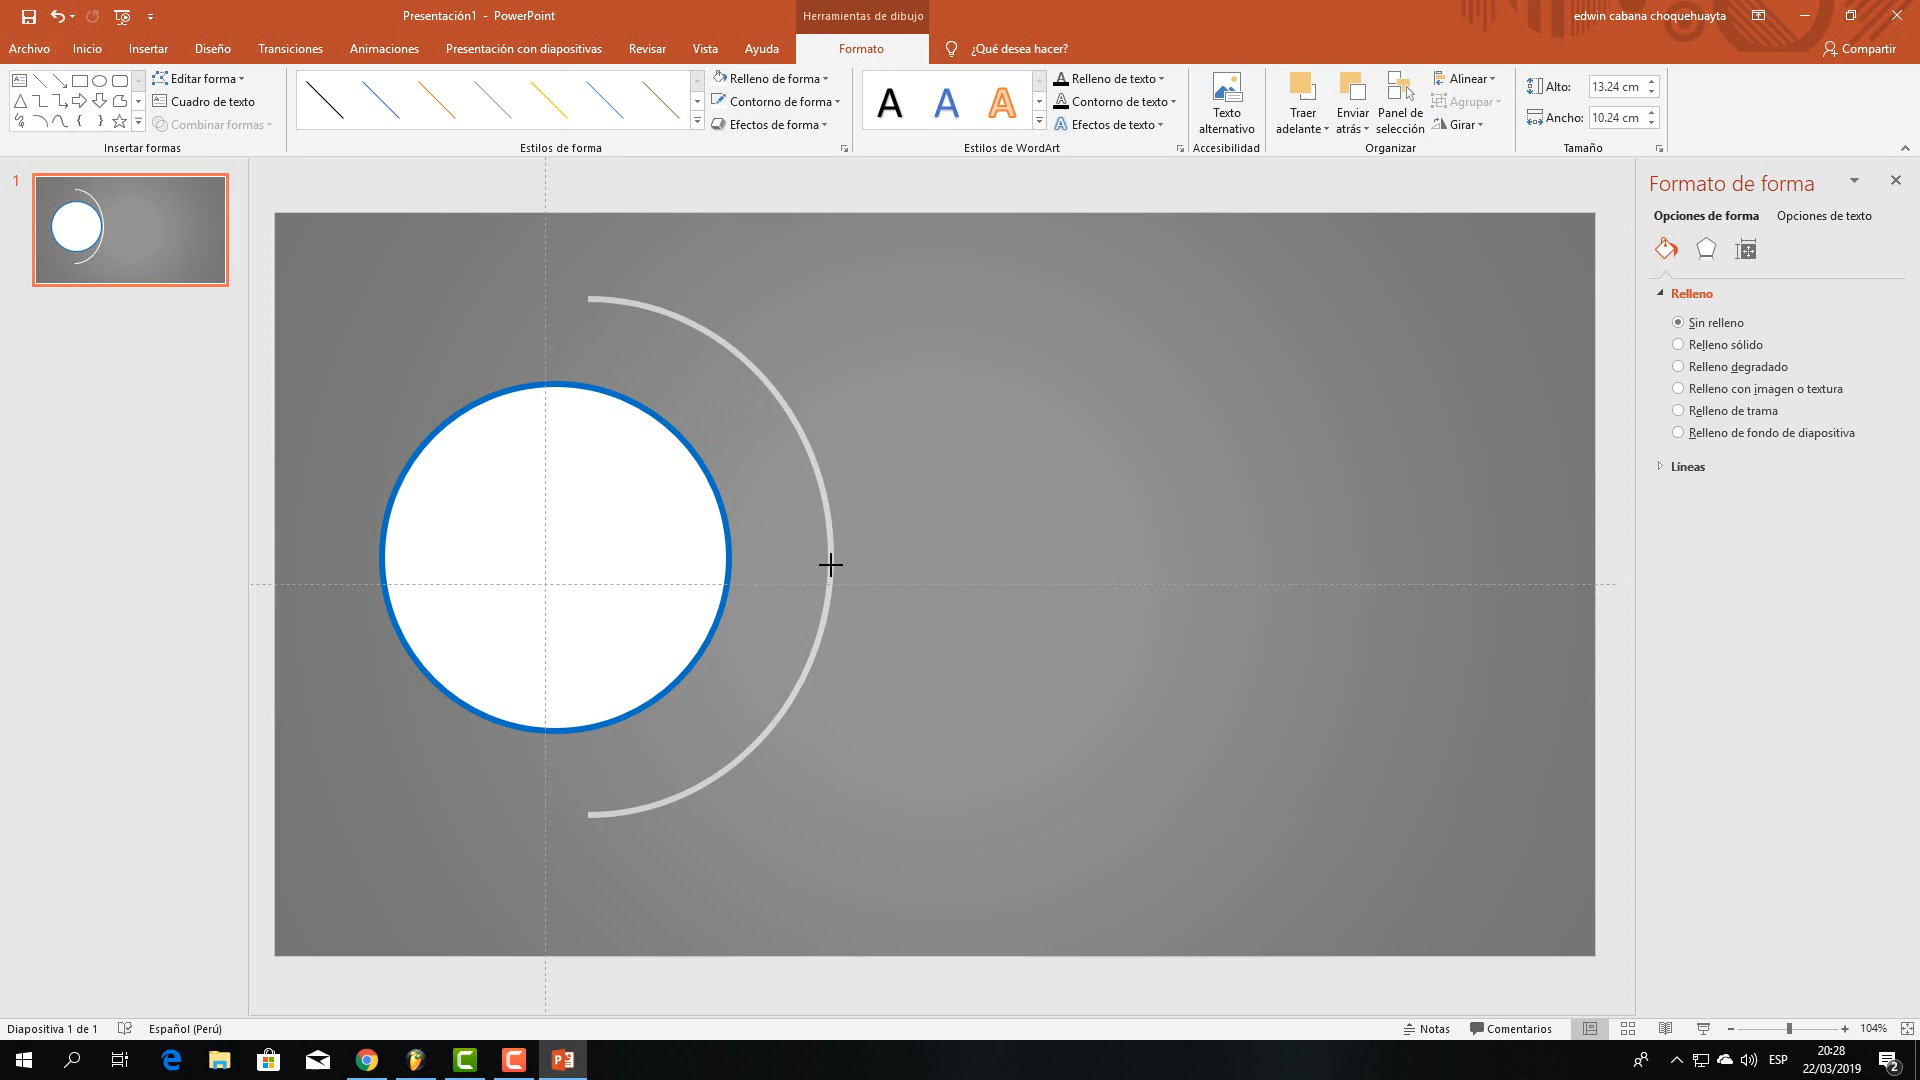 Presentación1 - PowerPoint
Herramientas de dibujo
edwin cabana choquehuayta
Archivo
Inicio
Insertar
Diseño
Transiciones
Animaciones
Presentación con diapositivas
Revisar
Vista
Ayuda
Formato
¿Qué desea hacer?
Compartir
Editar forma
Cuadro de texto
Combinar formas
Insertar formas
Relleno de forma
Contorno de forma
Efectos de forma
Estilos de forma
A A A
Relleno de texto
Contorno de texto
Efectos de texto
Estilos de WordArt
Texto
alternativo
Accesibilidad
Traer
adelante
Enviar
atrás
Panel de
selección
Alinear
Agrupar
Girar
Organizar
Alto: 13.24 cm
Ancho: 10.24 cm
Tamaño
1
Formato de forma
Opciones de forma
Opciones de texto
Relleno
Sin relleno
Relleno sólido
Relleno degradado
Relleno con imagen o textura
Relleno de trama
Relleno de fondo de diapositiva
Líneas
Diapositiva 1 de 1
Español (Perú)
Notas
Comentarios
104%
ESP
20:28
22/03/2019
2